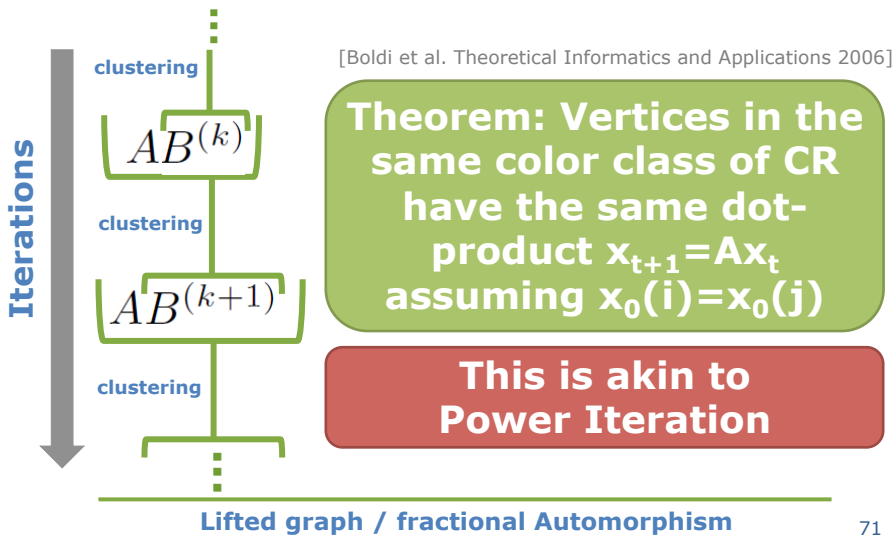 [Boldi et al. Theoretical Informatics and Applications 2006]
Iterations
clustering
AB^{(k)}
clustering
AB^{(k+1)}
clustering
Theorem: Vertices in the
same color class of CR
have the same dot-
product x_{t+1}=Ax_t
assuming x_0(i)=x_0(j)
This is akin to
Power Iteration
Lifted graph / fractional Automorphism
71